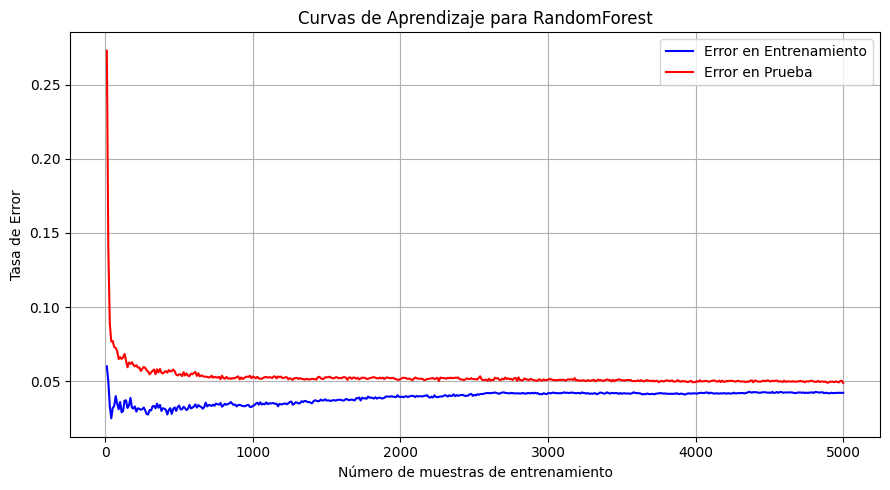 Curvas de Aprendizaje para RandomForest
Error en Entrenamiento
Error en Prueba
Tasa de Error
0.25
0.20
0.15
0.10
0.05
0
1000
2000
3000
4000
5000
Número de muestras de entrenamiento